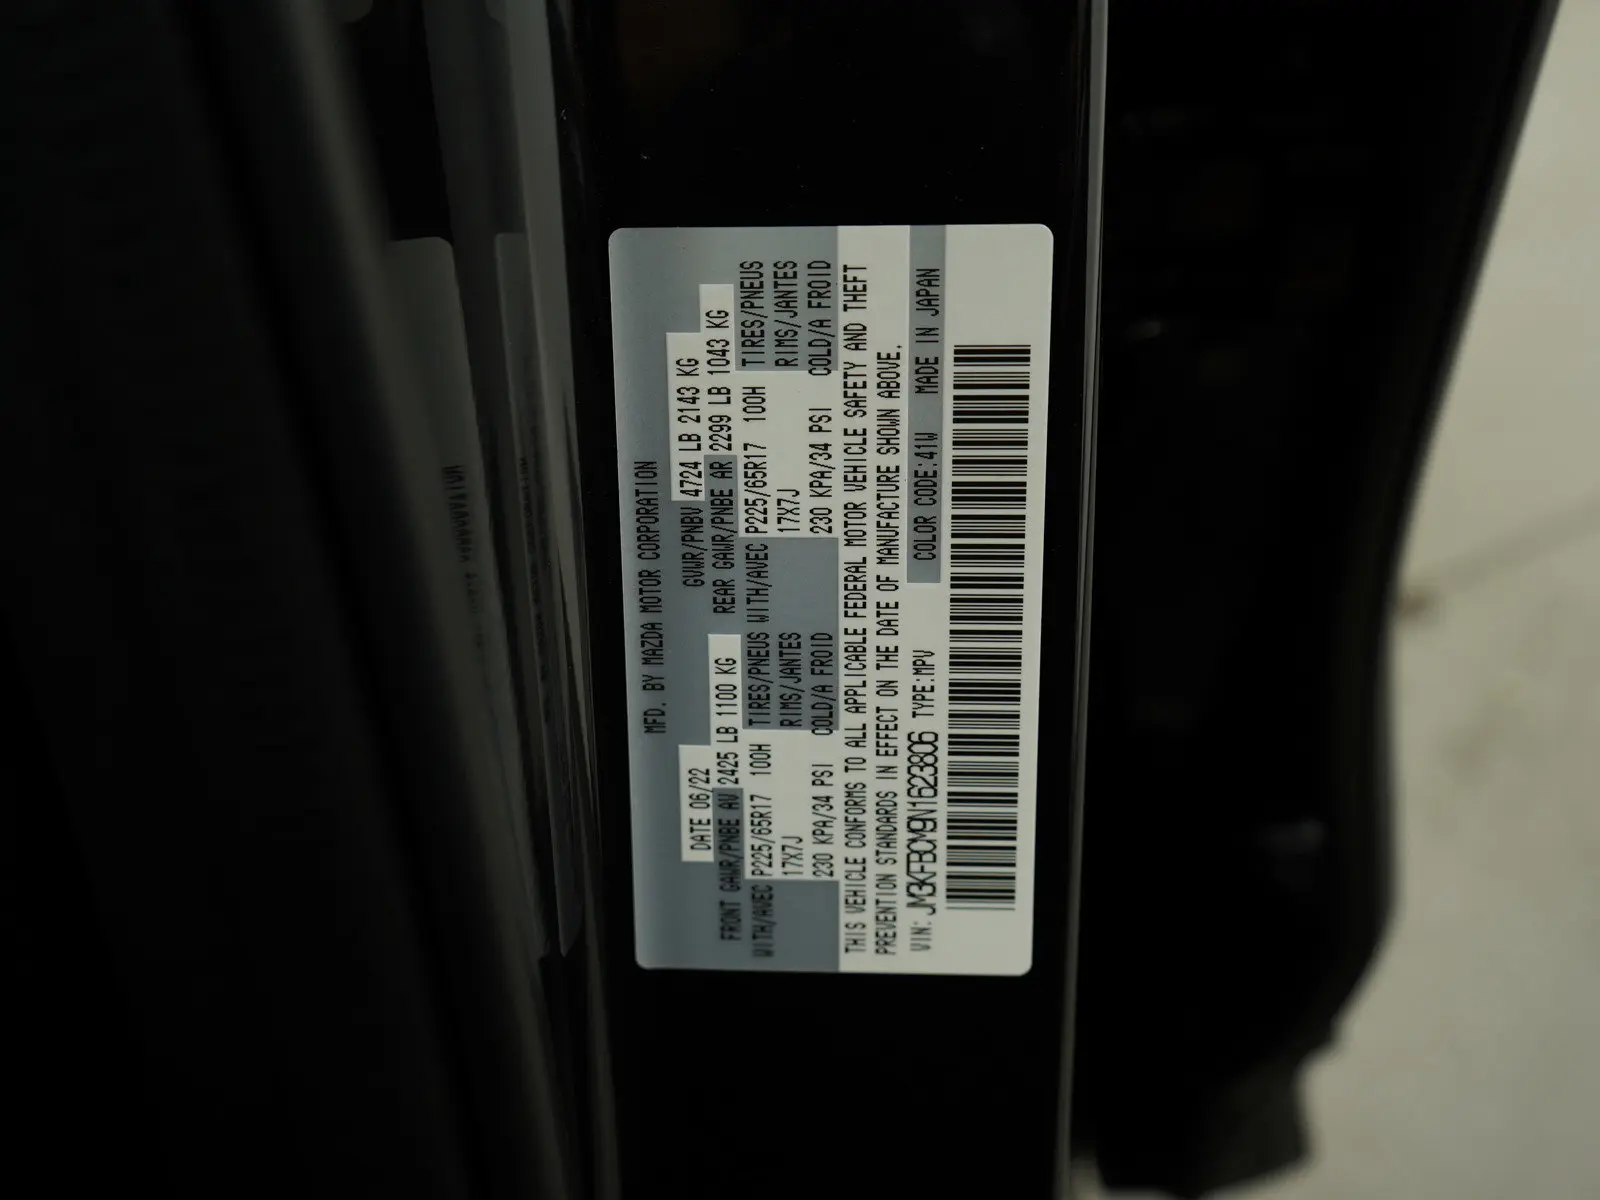 MFD. BY MAZDA MOTOR CORPORATION
DATE 06/22 GVWR/PNBV 4724 LB 2143 KG
FRONT GAWR/PNBE AV 2425 LB 1100 KG REAR GAWR/PNBE AR 2299 LB 1043 KG
WITH/AVEC P225/65R17 100H TIRES/PNEUS WITH/AVEC P225/65R17 100H TIRES/PNEUS
17X7J RIMS/JANTES 17X7J RIMS/JANTES
230 KPA/34 PSI COLD/A FROID 230 KPA/34 PSI COLD/A FROID
THIS VEHICLE CONFORMS TO ALL APPLICABLE FEDERAL MOTOR VEHICLE SAFETY AND THEFT
PREVENTION STANDARDS IN EFFECT ON THE DATE OF MANUFACTURE SHOWN ABOVE.
VIN: JM3KFBCM9N1623806 TYPE:MPV COLOR CODE:41W MADE IN JAPAN